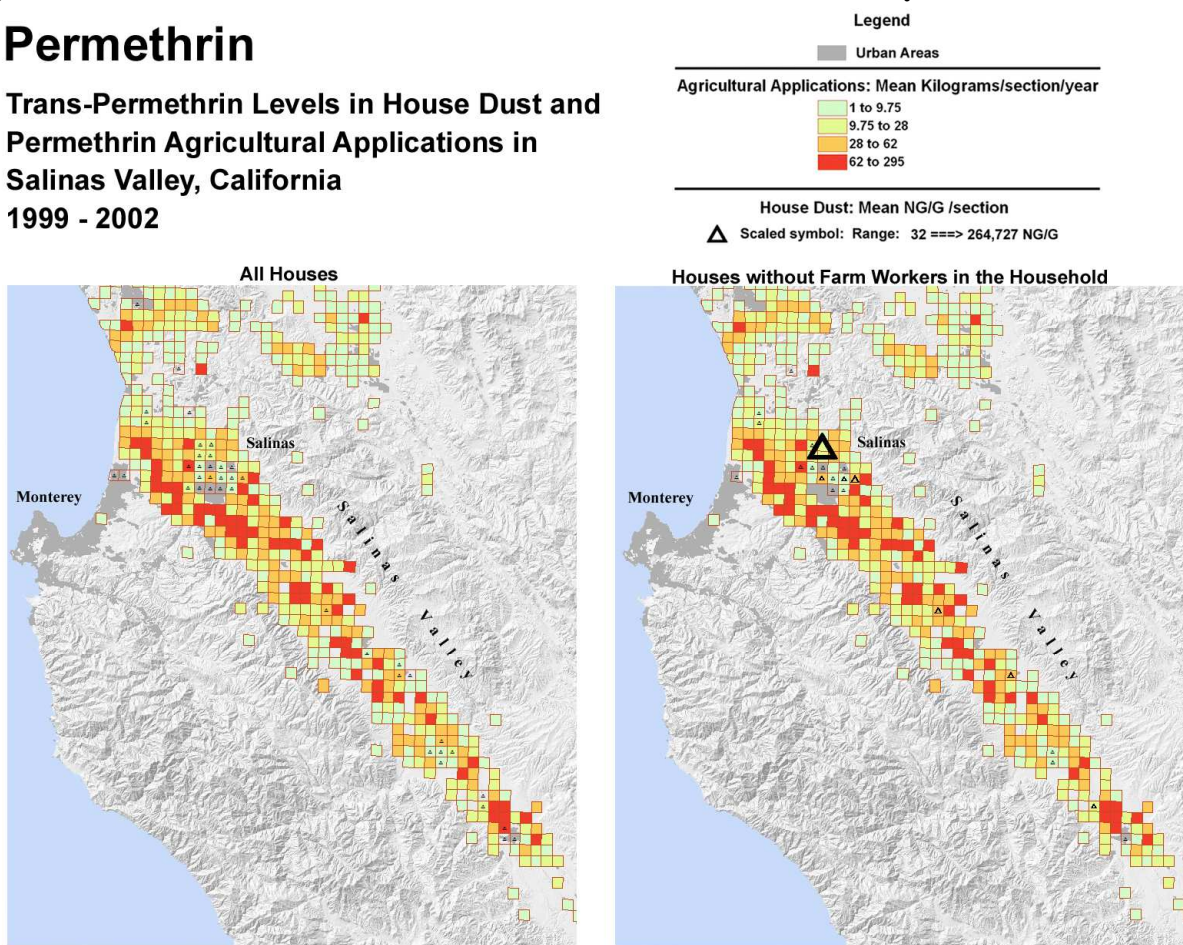 Permethrin
Trans-Permethrin Levels in House Dust and
Permethrin Agricultural Applications in
Salinas Valley, California
1999 - 2002
Legend
Urban Areas
Agricultural Applications: Mean Kilograms/section/year
1 to 9.75
9.75 to 28
28 to 62
62 to 295
House Dust: Mean NG/G /section
Scaled symbol: Range: 32 ===> 264,727 NG/G
All Houses
Salinas
Monterey
Salinas
Valley
Houses without Farm Workers in the Household
Salinas
Monterey
Salinas
Valley